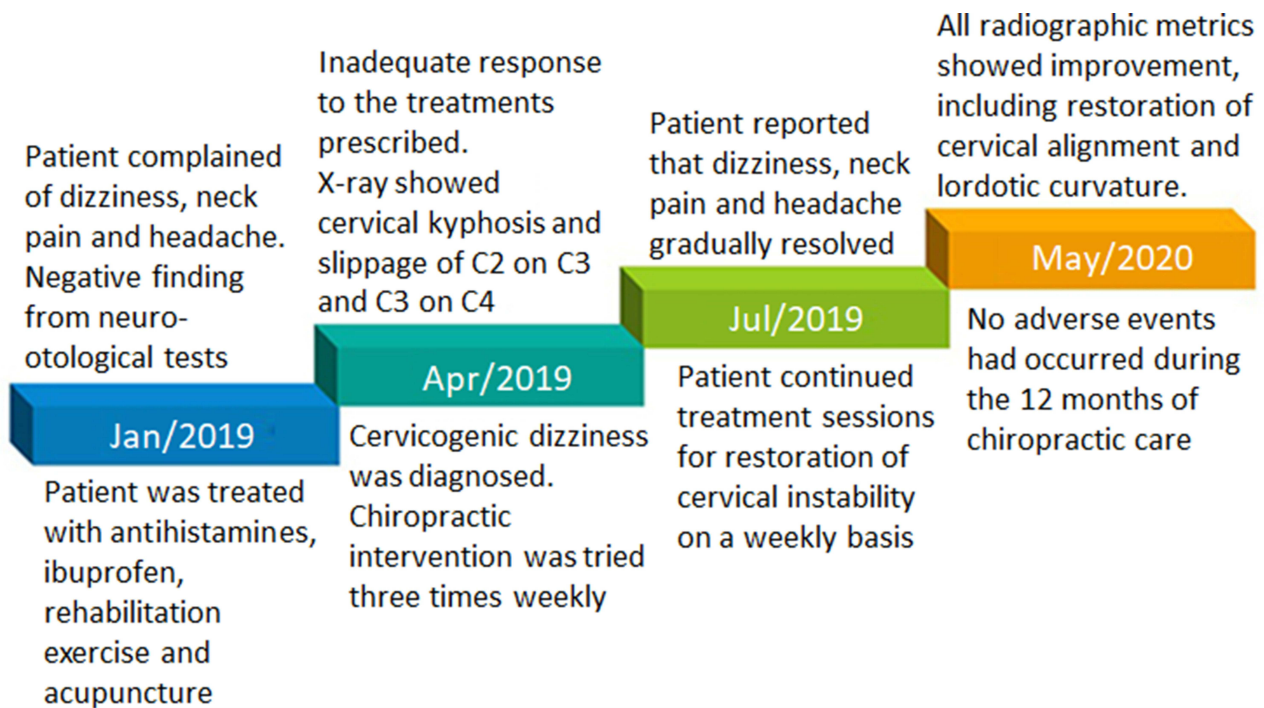 Patient complained
of dizziness, neck
pain and headache.
Negative finding
from neuro-
otological tests
Jan/2019
Patient was treated
with antihistamines,
ibuprofen,
rehabilitation
exercise and
acupuncture
Inadequate response
to the treatments
prescribed.
X-ray showed
cervical kyphosis and
slippage of C2 on C3
and C3 on C4
Apr/2019
Cervicogenic dizziness
was diagnosed.
Chiropractic
intervention was tried
three times weekly
Patient reported
that dizziness, neck
pain and headache
gradually resolved
Jul/2019
Patient continued
treatment sessions
for restoration of
cervical instability
on a weekly basis
All radiographic metrics
showed improvement,
including restoration of
cervical alignment and
lordotic curvature.
May/2020
No adverse events
had occurred during
the 12 months of
chiropractic care